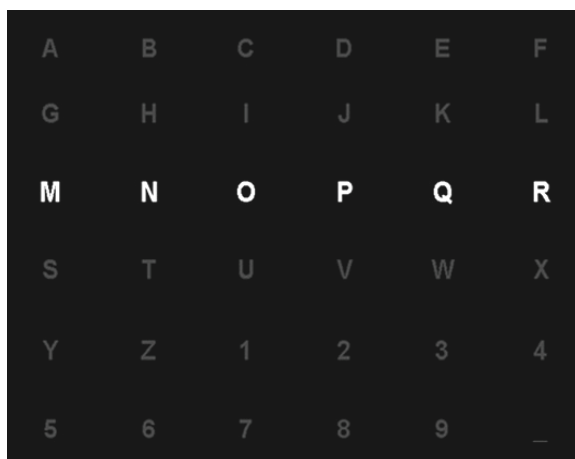 A B C D E F
G H I J K L
M N O P Q R
S T U V W X
Y Z 1 2 3 4
5 6 7 8 9 _